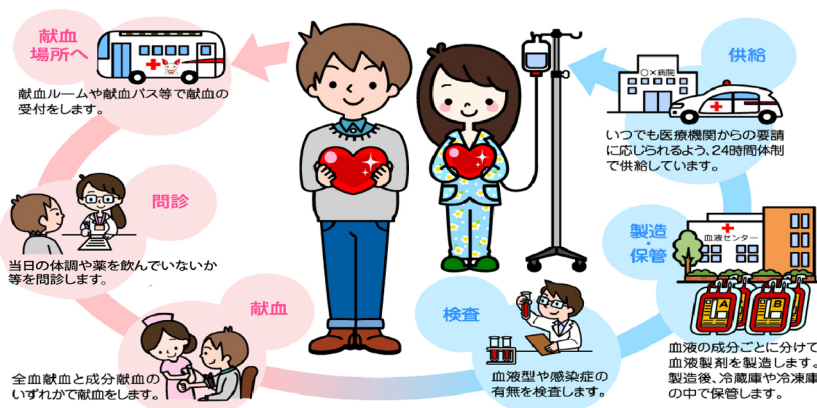 献血
場所へ
献血ルームや献血バス等で献血の
受付をします。
問診
当日の体調や薬を飲んでいないか
等を問診します。
献血
全血献血と成分献血の
いずれかで献血をします。
検査
血液型や感染症の
有無を検査します。
製造・
保管
血液センター
A
B
血液の成分ごとに分けて
血液製剤を製造します。
製造後、冷蔵庫や冷凍庫
の中で保管します。
供給
○×病院
いつでも医療機関からの要請
に応じられるよう、24時間体制
で供給しています。